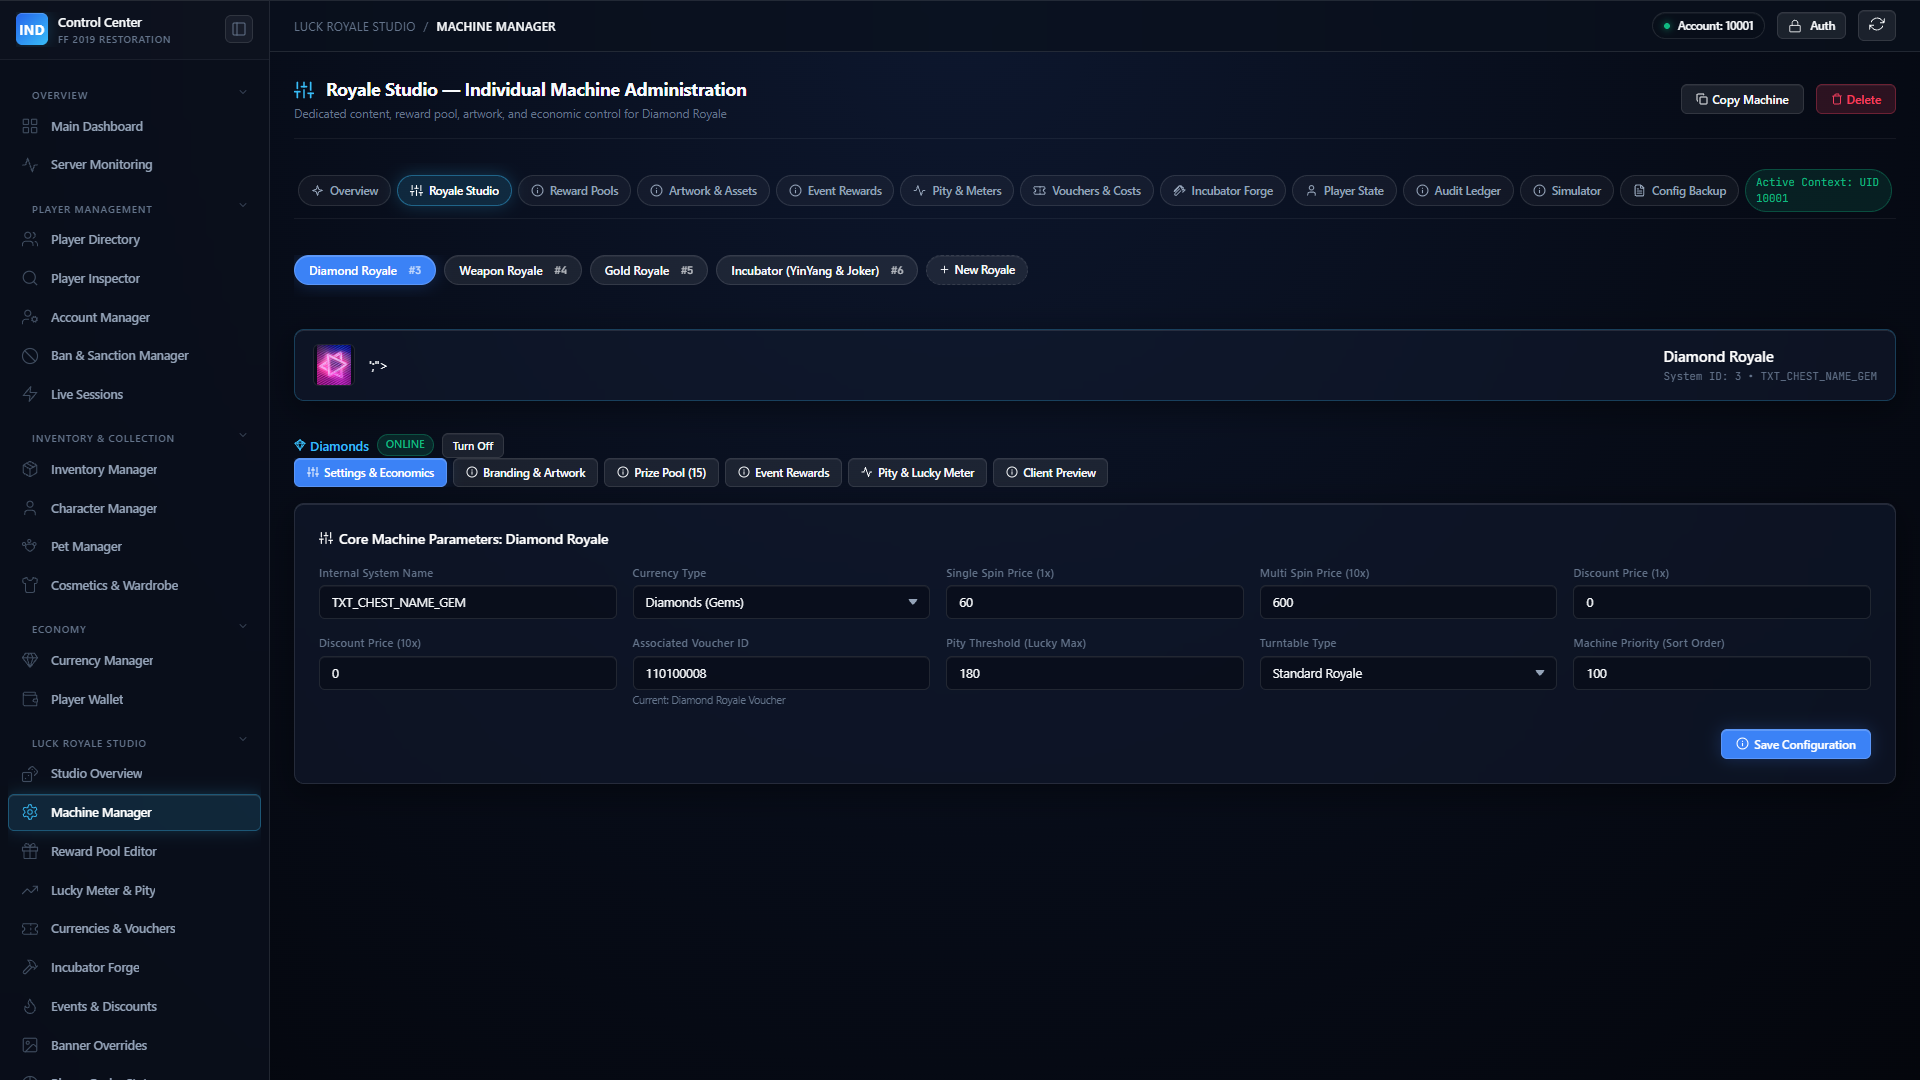 IND
Control Center
FF 2019 RESTORATION
LUCK ROYALE STUDIO / MACHINE MANAGER
Account: 10001
Auth
OVERVIEW
Main Dashboard
Server Monitoring
PLAYER MANAGEMENT
Player Directory
Player Inspector
Account Manager
Ban & Sanction Manager
Live Sessions
INVENTORY & COLLECTION
Inventory Manager
Character Manager
Pet Manager
Cosmetics & Wardrobe
ECONOMY
Currency Manager
Player Wallet
LUCK ROYALE STUDIO
Studio Overview
Machine Manager
Reward Pool Editor
Lucky Meter & Pity
Currencies & Vouchers
Incubator Forge
Events & Discounts
Banner Overrides
Royale Studio — Individual Machine Administration
Dedicated content, reward pool, artwork, and economic control for Diamond Royale
Copy Machine
Delete
Overview
Royale Studio
Reward Pools
Artwork & Assets
Event Rewards
Pity & Meters
Vouchers & Costs
Incubator Forge
Player State
Audit Ledger
Simulator
Config Backup
Active Context: UID
10001
Diamond Royale #3
Weapon Royale #4
Gold Royale #5
Incubator (YinYang & Joker) #6
+ New Royale
';">
Diamond Royale
System ID: 3 • TXT_CHEST_NAME_GEM
Diamonds
ONLINE
Turn Off
Settings & Economics
Branding & Artwork
Prize Pool (15)
Event Rewards
Pity & Lucky Meter
Client Preview
Core Machine Parameters: Diamond Royale
Internal System Name
TXT_CHEST_NAME_GEM
Currency Type
Diamonds (Gems)
Single Spin Price (1x)
60
Multi Spin Price (10x)
600
Discount Price (1x)
0
Discount Price (10x)
0
Associated Voucher ID
110100008
Current: Diamond Royale Voucher
Pity Threshold (Lucky Max)
180
Turntable Type
Standard Royale
Machine Priority (Sort Order)
100
Save Configuration